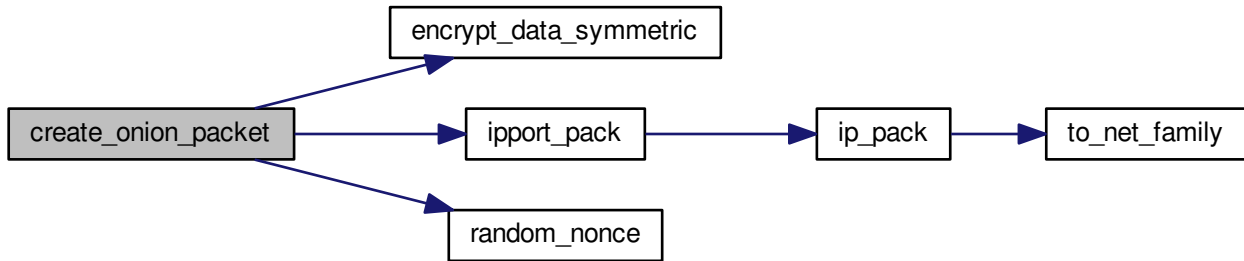 encrypt_data_symmetric
create_onion_packet
ipport_pack
ip_pack
to_net_family
random_nonce